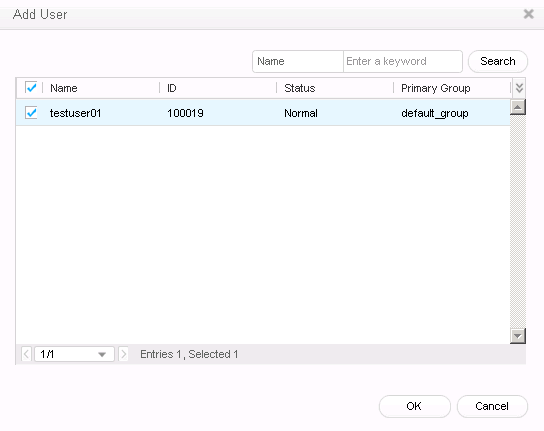 Add User
Name Enter a keyword Search
Name ID Status Primary Group
testuser01 100019 Normal default_group
1/1 Entries 1, Selected 1
OK Cancel